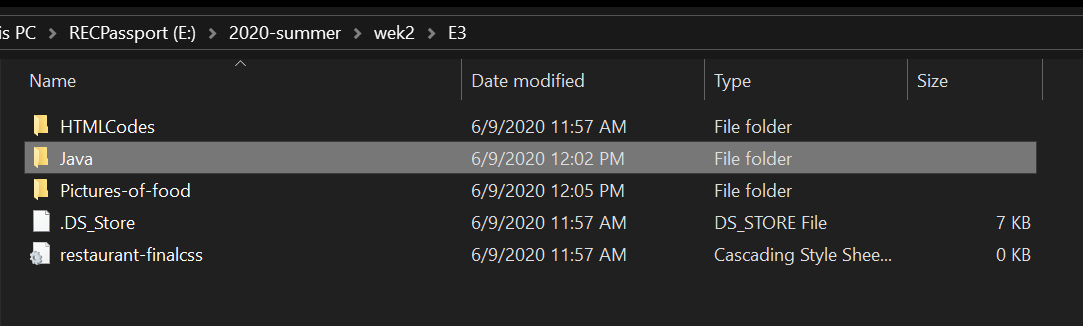 is PC > RECPassport (E:) > 2020-summer > wek2 > E3
Name Date modified Type Size
HTMLCodes 6/9/2020 11:57 AM File folder
Java 6/9/2020 12:02 PM File folder
Pictures-of-food 6/9/2020 12:05 PM File folder
.DS_Store 6/9/2020 11:57 AM DS_STORE File 7 KB
restaurant-finalcss 6/9/2020 11:57 AM Cascading Style Shee... 0 KB